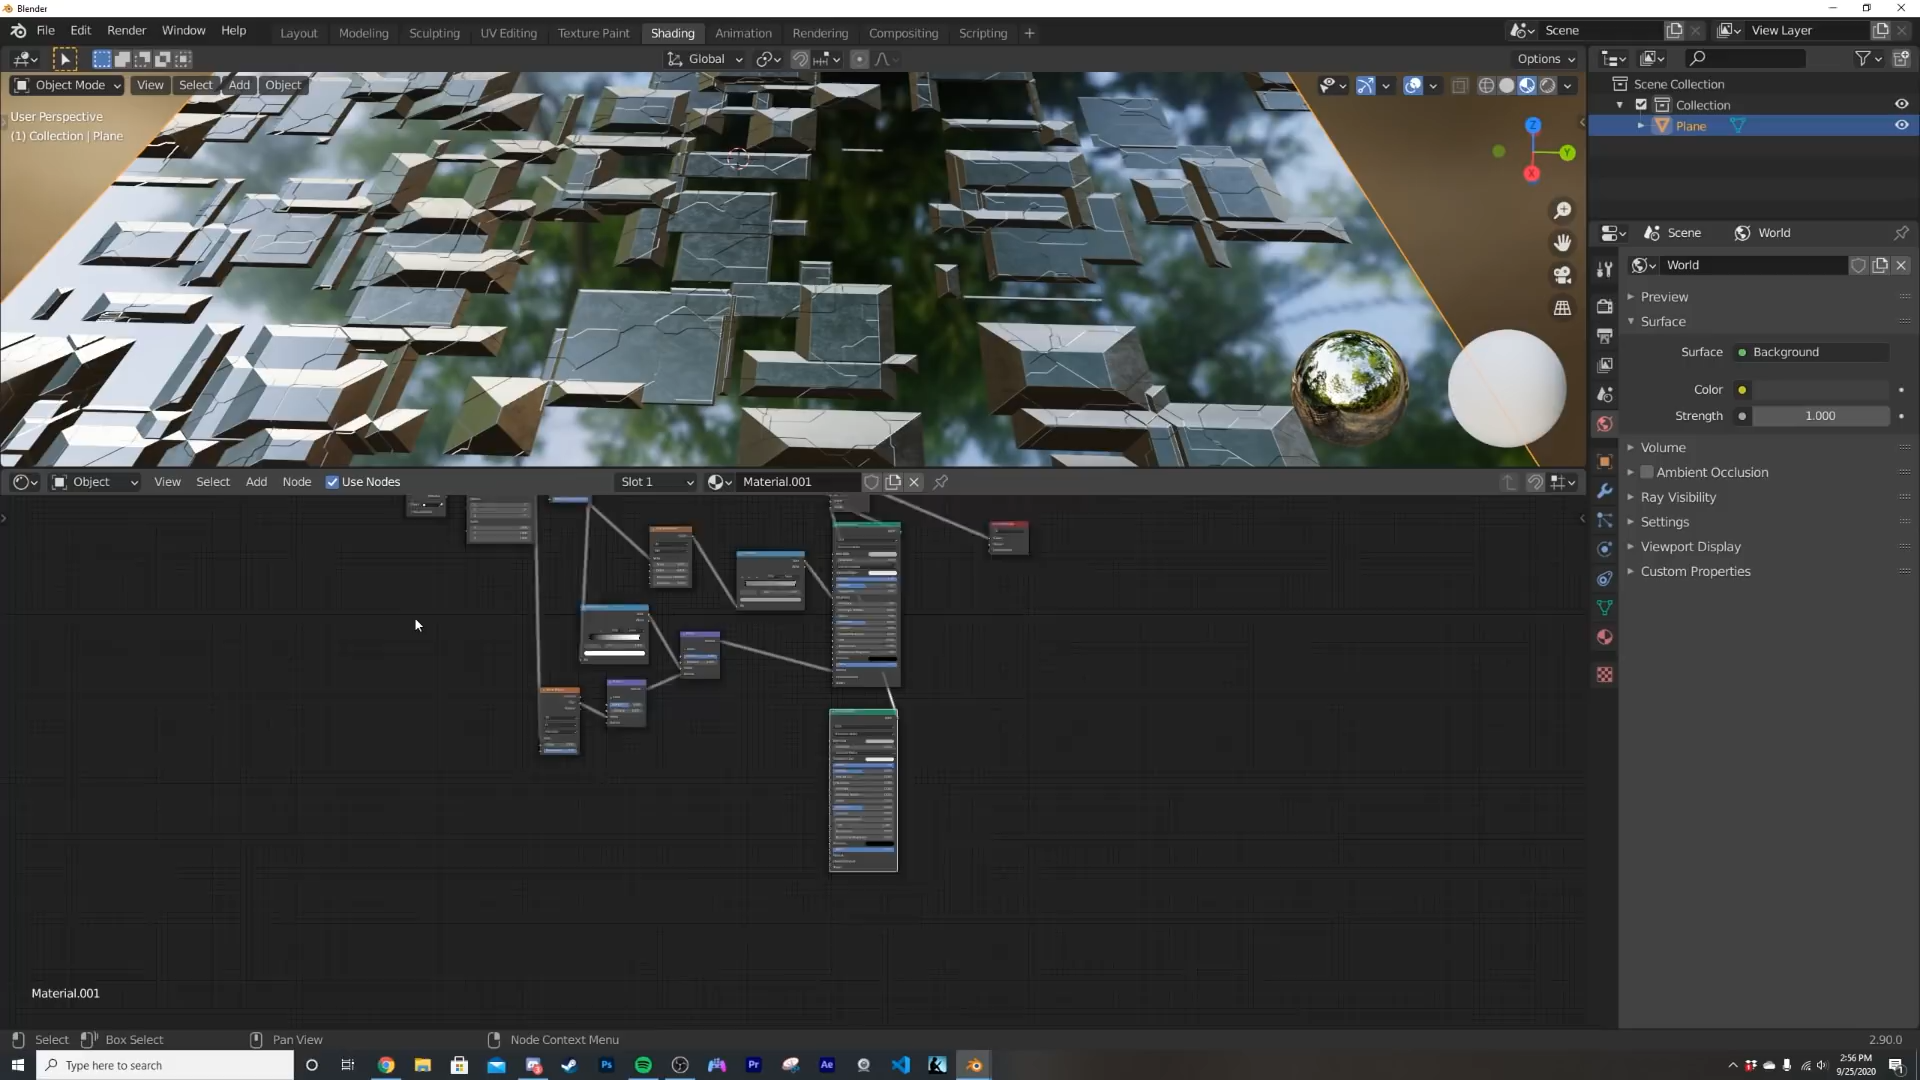 Blender
File Edit Render Window Help
Layout Modeling Sculpting UV Editing Texture Paint Shading Animation Rendering Compositing Scripting +
Scene
View Layer
Global
Options
Object Mode View Select Add Object
User Perspective
(1) Collection | Plane
Z
Y
X
Scene Collection
Collection
Plane
Scene World
World
Preview
Surface
Surface Background
Color
Strength 1.000
Volume
Ambient Occlusion
Ray Visibility
Settings
Viewport Display
Custom Properties
Object View Select Add Node Use Nodes Slot 1 Material.001
Material.001
Select Box Select Pan View Node Context Menu 2.90.0
Type here to search
Ps
Pr
Ae
2:56 PM
9/25/2020